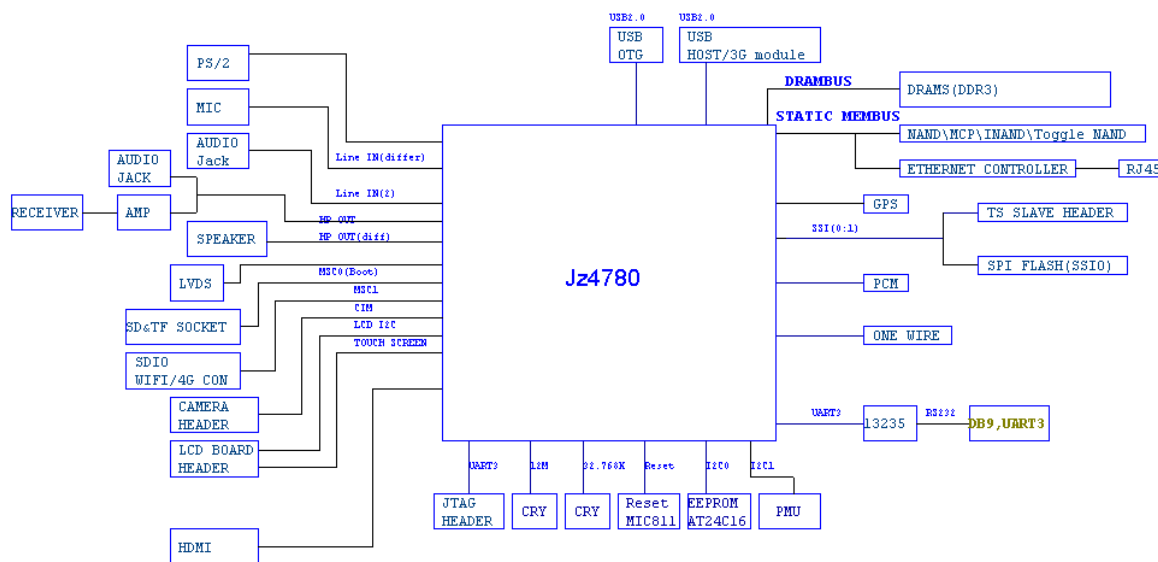 USB2.0
USB2.0
USB
OTG
USB
HOST/3G module
PS/2
MIC
AUDIO
Jack
AUDIO
JACK
RECEIVER
AMP
SPEAKER
LVDS
SD&TF SOCKET
SDIO
WIFI/4G CON
CAMERA
HEADER
LCD BOARD
HEADER
HDMI
Line IN(differ)
Line IN(2)
HP OUT
HP OUT(diff)
MSC0(Boot)
MSC1
CIM
LCD I2C
TOUCH SCREEN
Jz4780
DRAMBUS
DRAMS(DDR3)
STATIC MEMBUS
NAND\MCP\INAND\Toggle NAND
ETHERNET CONTROLLER
RJ45
GPS
SSI(0:1)
TS SLAVE HEADER
SPI FLASH(SSI0)
PCM
ONE WIRE
UART3
13235
RS232
DB9,UART3
UART3
12M
32.768K
Reset
I2C0
I2C1
JTAG
HEADER
CRY
CRY
Reset
MIC811
EEPROM
AT24C16
PMU